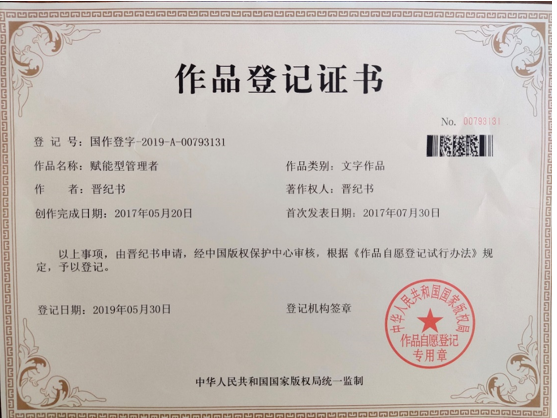 作品登记证书
No. 00793131
登 记 号：国作登字-2019-A-00793131
作品名称：赋能型管理者 作品类别：文字作品
作 者：晋纪书 著作权人：晋纪书
创作完成日期：2017年05月20日 首次发表日期：2017年07月30日
以上事项，由晋纪书申请，经中国版权保护中心审核，根据《作品自愿登记试行办法》规
定，予以登记。
登记日期：2019年05月30日 登记机构签章
中华人民共和国国家版权局
作品自愿登记
专用章
中华人民共和国国家版权局统一监制